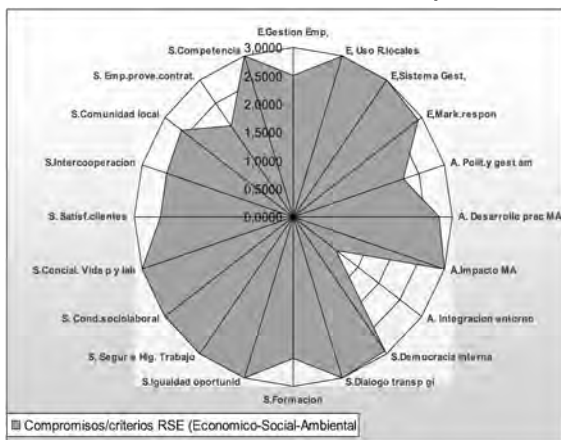 E,Gestion Emp,
S.Competencia
E, Uso R.locales
S. Emp.prove.contrat.
E,Sistema Gest,
S.Comunidad local
E,Mark.respon
S.Intercooperacion
A. Polit.y gest am
S. Satisf.clientes
A. Desarrollo prac MA
S.Concial. Vida p y lab
A.Impacto MA
S. Cond.sociolaboral
A. Integracion entorno
S. Segur e Hig. Trabajo
S.Democracia interna
S.Igualdad oportunid
S.Dialogo transp gi
S.Formacion
3,0000
2,5000
2,0000
1,5000
1,0000
0,5000
0,0000
Compromisos/criterios RSE (Economico-Social-Ambiental